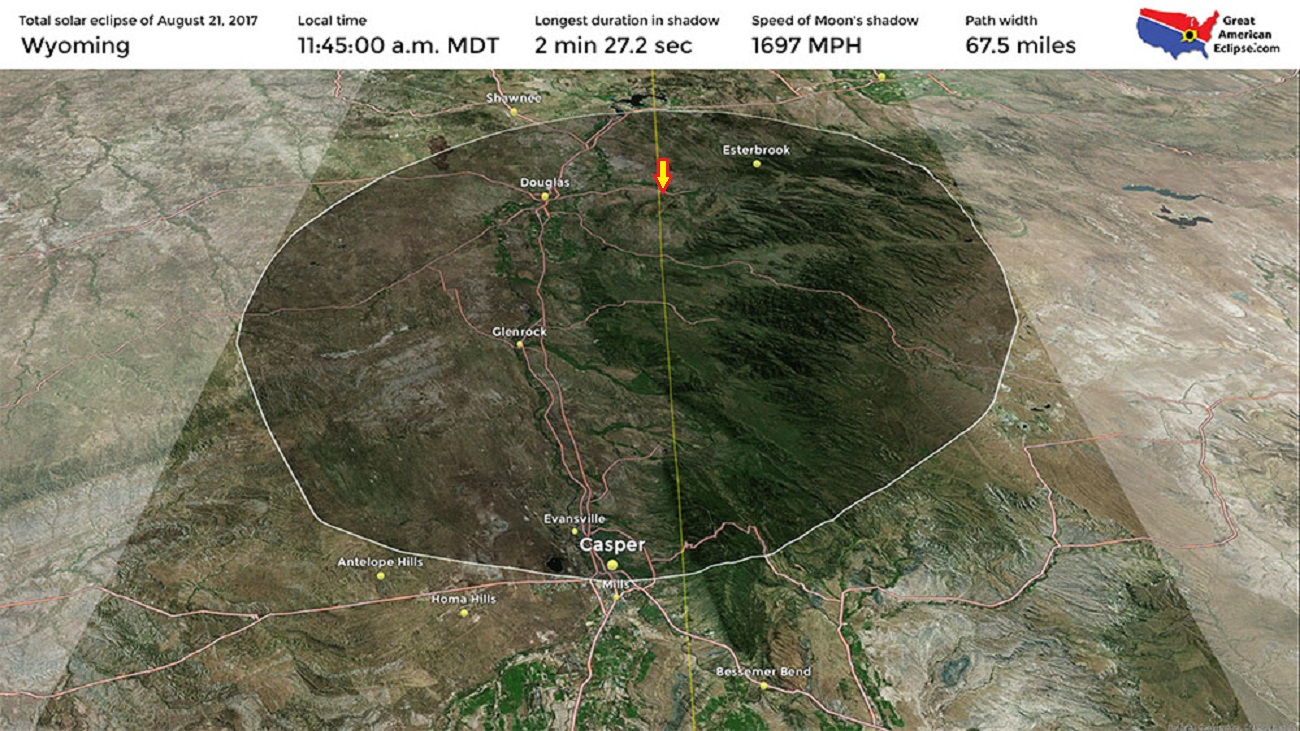 Total solar eclipse of August 21, 2017
Wyoming
Local time
11:45:00 a.m. MDT
Longest duration in shadow
2 min 27.2 sec
Speed of Moon's shadow
1697 MPH
Path width
67.5 miles
Great
American
Eclipse.com
Shawnee
Esterbrook
Douglas
Glenrock
Evansville
Casper
Antelope Hills
Mills
Homa Hills
Bessemer Bend